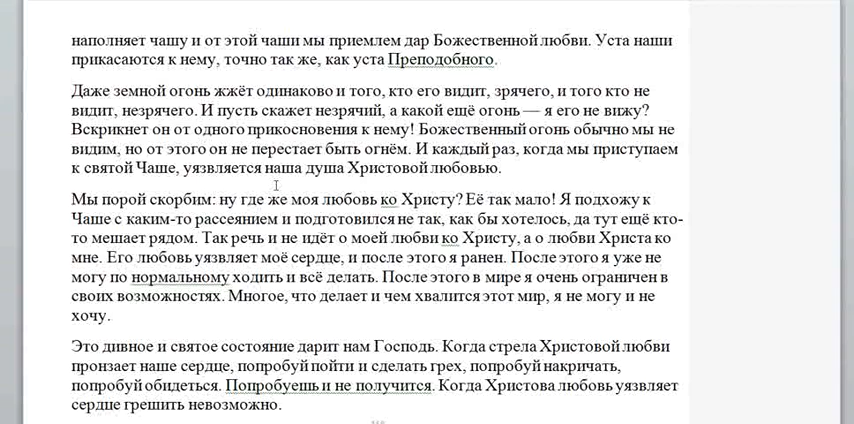 наполняет чашу и от этой чаши мы приемлем дар Божественной любви. Уста наши
прикасаются к нему, точно так же, как уста Преподобного.
Даже земной огонь жжёт одинаково и того, кто его видит, зрячего, и того кто не
видит, незрячего. И пусть скажет незрячий, а какой ещё огонь — я его не вижу?
Вскрикнет он от одного прикосновения к нему! Божественный огонь обычно мы не
видим, но от этого он не перестает быть огнём. И каждый раз, когда мы приступаем
к святой Чаше, уязвляется наша душа Христовой любовью.
Мы порой скорбим: ну где же моя любовь ко Христу? Её так мало! Я подхожу к
Чаше с каким-то рассеянием и подготовился не так, как бы хотелось, да тут ещё кто-
то мешает рядом. Так речь и не идёт о моей любви ко Христу, а о любви Христа ко
мне. Его любовь уязвляет моё сердце, и после этого я ранен. После этого я уже не
могу по нормальному ходить и всё делать. После этого в мире я очень ограничен в
своих возможностях. Многое, что делает и чем хвалится этот мир, я не могу и не
хочу.
Это дивное и святое состояние дарит нам Господь. Когда стрела Христовой любви
пронзает наше сердце, попробуй пойти и сделать грех, попробуй накричать,
попробуй обидеться. Попробуешь и не получится. Когда Христова любовь уязвляет
сердце грешить невозможно.